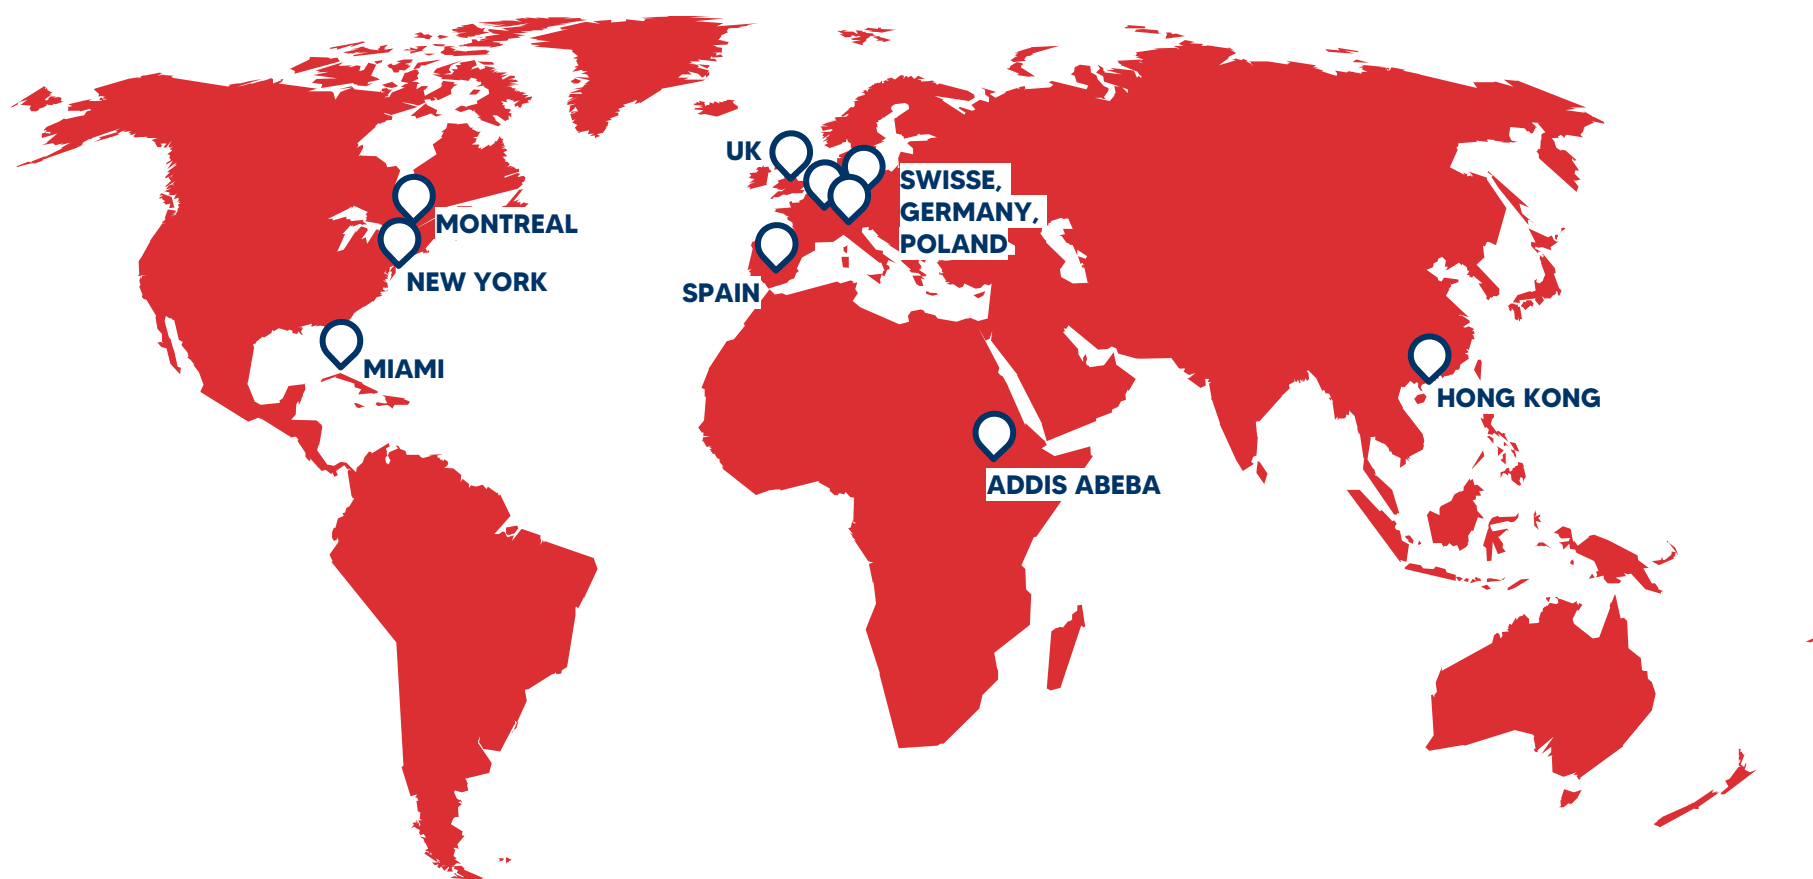 UK
SWISSE,
GERMANY,
POLAND
MONTREAL
NEW YORK
SPAIN
MIAMI
HONG KONG
ADDIS ABEBA